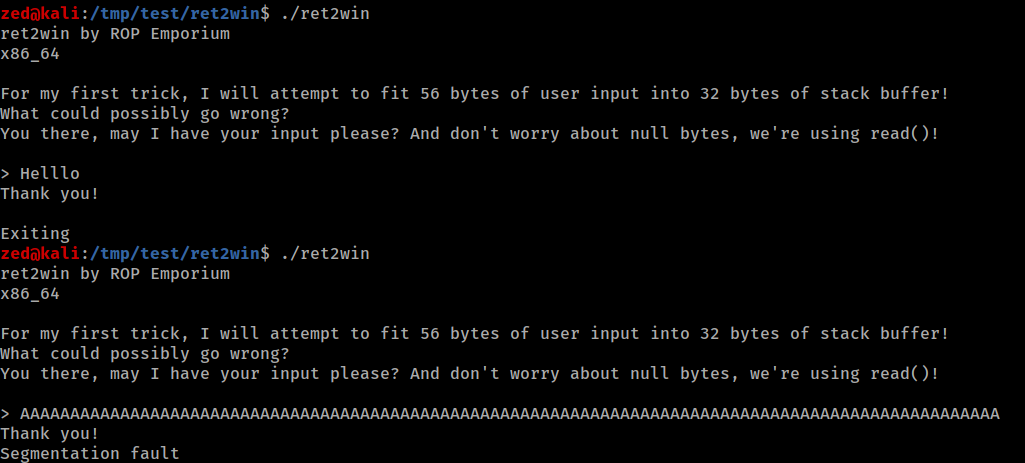 zed@kali:/tmp/test/ret2win$ ./ret2win
ret2win by ROP Emporium
x86_64
For my first trick, I will attempt to fit 56 bytes of user input into 32 bytes of stack buffer!
What could possibly go wrong?
You there, may I have your input please? And don't worry about null bytes, we're using read()!
> Helllo
Thank you!
Exiting
zed@kali:/tmp/test/ret2win$ ./ret2win
ret2win by ROP Emporium
x86_64
For my first trick, I will attempt to fit 56 bytes of user input into 32 bytes of stack buffer!
What could possibly go wrong?
You there, may I have your input please? And don't worry about null bytes, we're using read()!
> AAAAAAAAAAAAAAAAAAAAAAAAAAAAAAAAAAAAAAAAAAAAAAAAAAAAAAAAAAAAAAAAAAAAAAAAAAAAAAAAAAAAAAAAAAAAAAAAAA
Thank you!
Segmentation fault